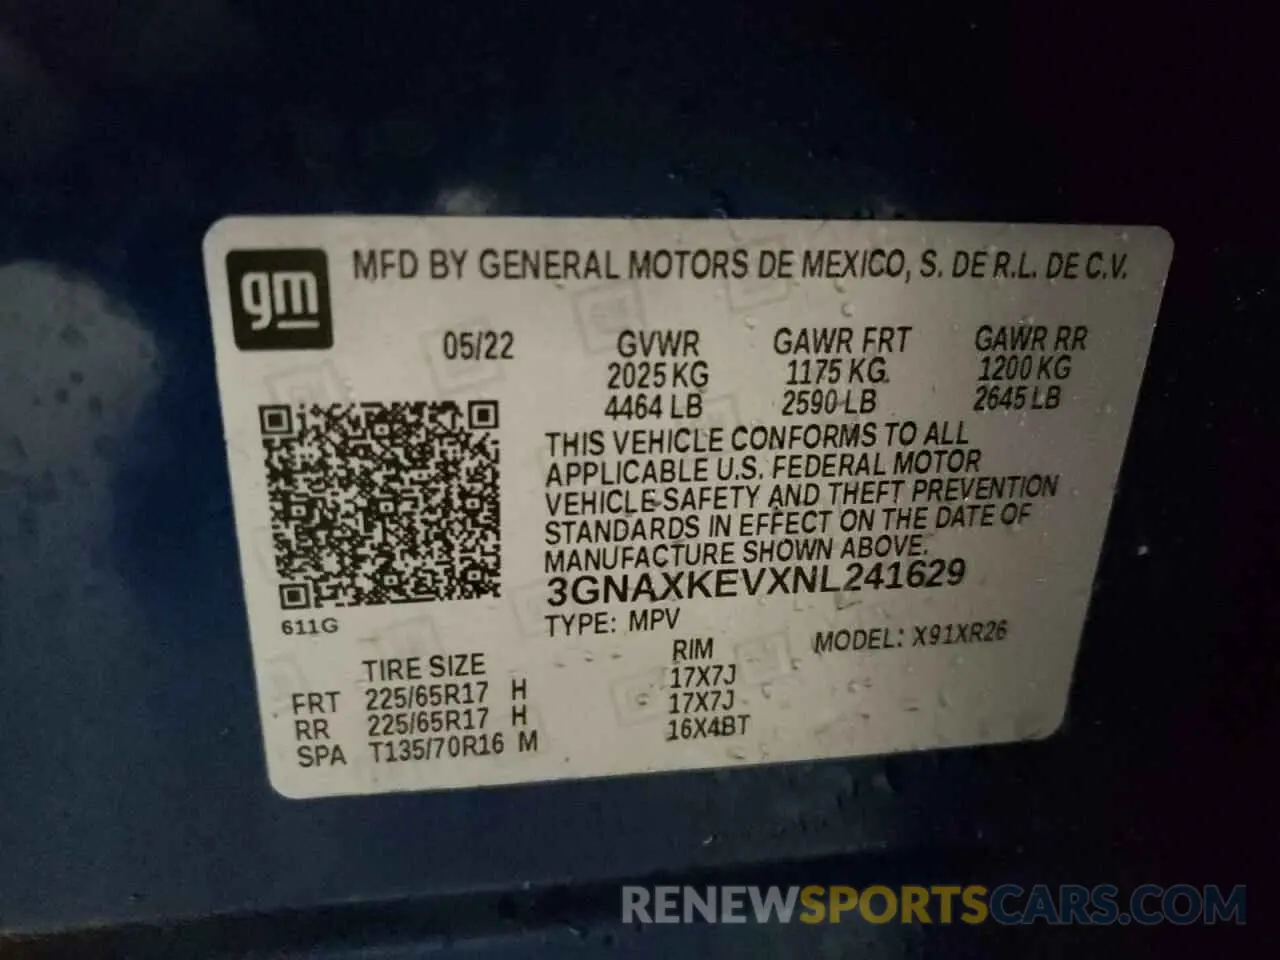 gm
MFD BY GENERAL MOTORS DE MEXICO, S. DE R.L. DE C.V.
05/22 GVWR GAWR FRT GAWR RR
2025 KG 1175 KG 1200 KG
4464 LB 2590 LB 2645 LB
THIS VEHICLE CONFORMS TO ALL
APPLICABLE U.S. FEDERAL MOTOR
VEHICLE SAFETY AND THEFT PREVENTION
STANDARDS IN EFFECT ON THE DATE OF
MANUFACTURE SHOWN ABOVE.
3GNAXKEVXNL241629
611G
TYPE: MPV MODEL: X91XR26
TIRE SIZE RIM
FRT 225/65R17 H 17X7J
RR 225/65R17 H 17X7J
SPA T135/70R16 M 16X4BT
RENEWSPORTSCARS.COM